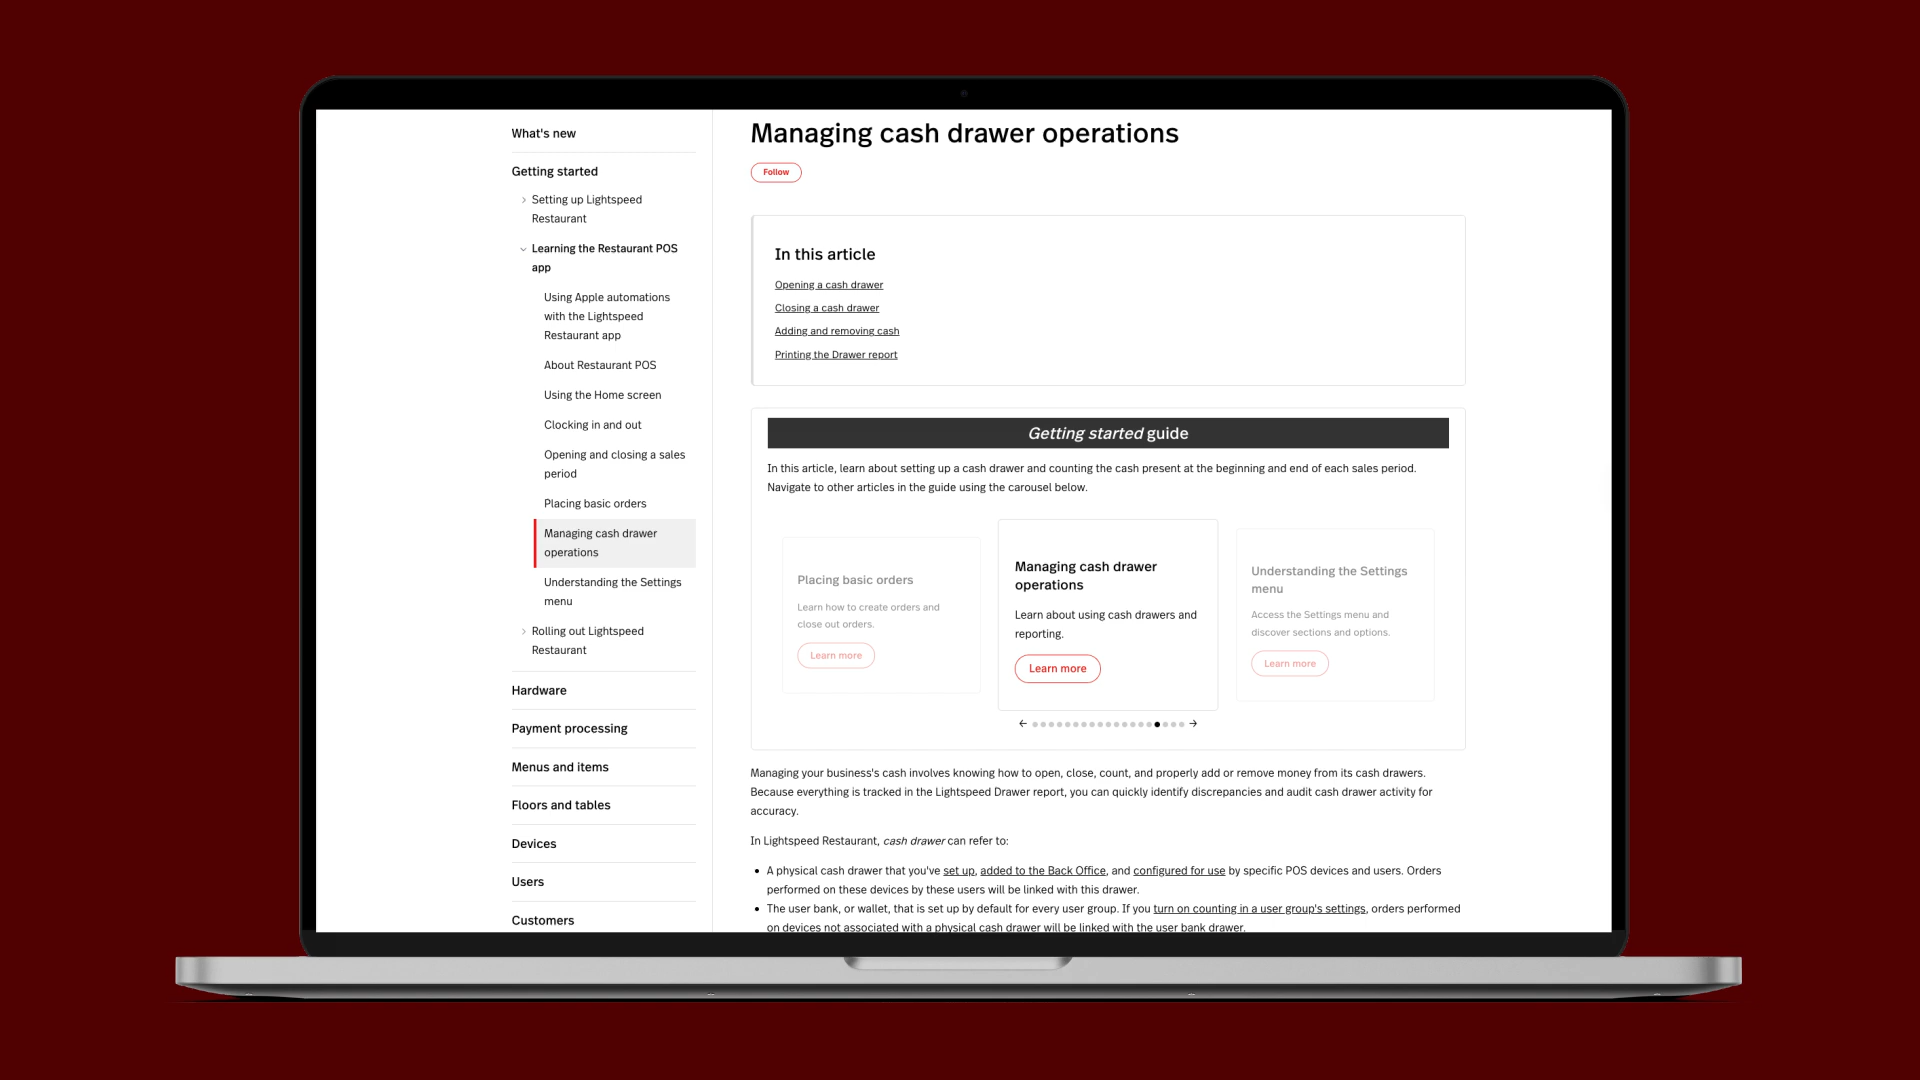 What's new
Getting started
Setting up Lightspeed
Restaurant
Learning the Restaurant POS
app
Using Apple automations
with the Lightspeed
Restaurant app
About Restaurant POS
Using the Home screen
Clocking in and out
Opening and closing a sales
period
Placing basic orders
Managing cash drawer
operations
Understanding the Settings
menu
Rolling out Lightspeed
Restaurant
Hardware
Payment processing
Menus and items
Floors and tables
Devices
Users
Customers
Managing cash drawer operations
Follow
In this article
Opening a cash drawer
Closing a cash drawer
Adding and removing cash
Printing the Drawer report
Getting started guide
In this article, learn about setting up a cash drawer and counting the cash present at the beginning and end of each sales period.
Navigate to other articles in the guide using the carousel below.
Placing basic orders
Learn how to create orders and
close out orders.
Learn more
Managing cash drawer
operations
Learn about using cash drawers and
reporting.
Learn more
Understanding the Settings
menu
Access the Settings menu and
discover sections and options.
Learn more
Managing your business's cash involves knowing how to open, close, count, and properly add or remove money from its cash drawers.
Because everything is tracked in the Lightspeed Drawer report, you can quickly identify discrepancies and audit cash drawer activity for
accuracy.
In Lightspeed Restaurant, cash drawer can refer to:
• A physical cash drawer that you've set up, added to the Back Office, and configured for use by specific POS devices and users. Orders
performed on these devices by these users will be linked with this drawer.
• The user bank, or wallet, that is set up by default for every user group. If you turn on counting in a user group's settings, orders performed
on devices not associated with a physical cash drawer will be linked with the user bank drawer.